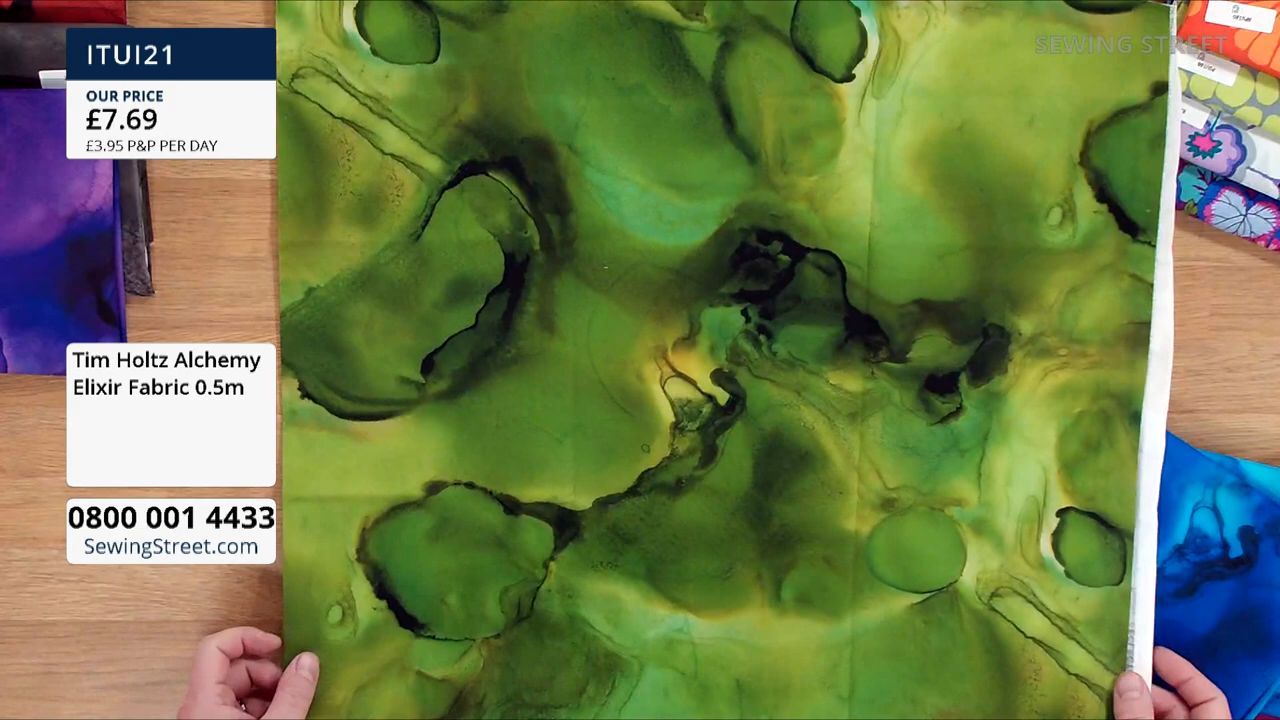 SEWING STREET
ITUI21
OUR PRICE
£7.69
£3.95 P&P PER DAY
Tim Holtz Alchemy
Elixir Fabric 0.5m
0800 001 4433
SewingStreet.com